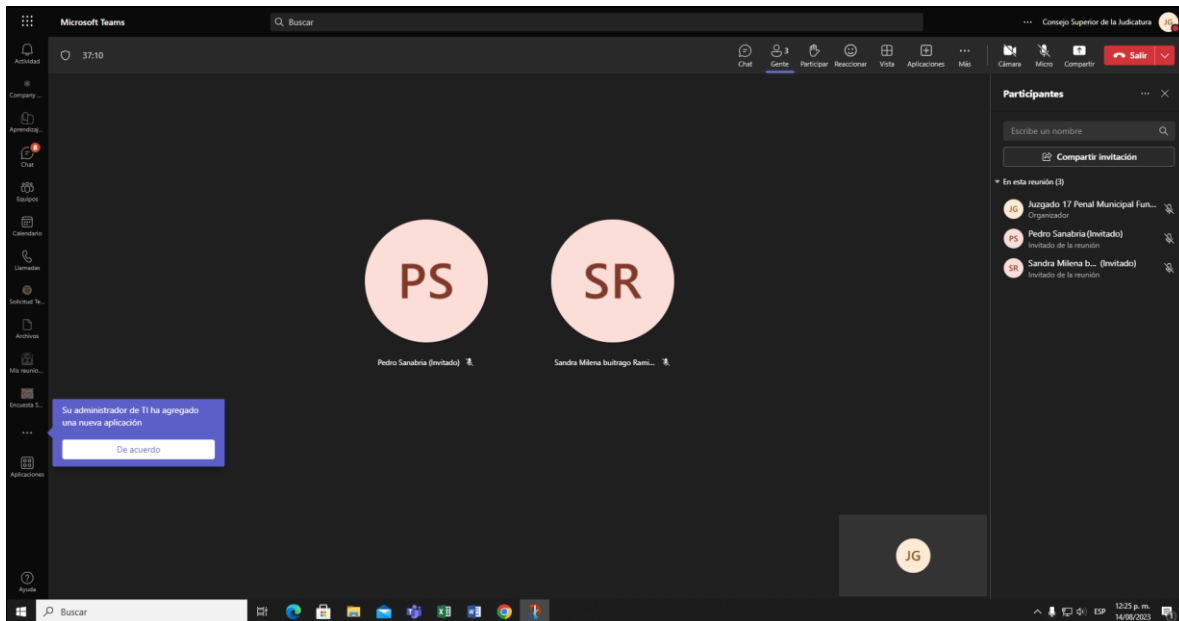 Microsoft Teams
Buscar
Consejo Superior de la Judicatura
JG
37:10
Chat
3
Gente
Participar
Reaccionar
Vista
Aplicaciones
Más
Cámara
Micro
Compartir
Salir
Actividad
Company ...
Aprendizaj...
8
Chat
Equipos
Calendario
Llamadas
Solicitud Te...
Archivos
Mis reunio...
Encuesta S...
Aplicaciones
Ayuda
Su administrador de TI ha agregado
una nueva aplicación
De acuerdo
PS
Pedro Sanabria (Invitado)
SR
Sandra Milena buitrago Rami...
JG
Participantes
Escribe un nombre
Compartir invitación
En esta reunión (3)
JG
Juzgado 17 Penal Municipal Fun...
Organizador
PS
Pedro Sanabria (Invitado)
Invitado de la reunión
SR
Sandra Milena b... (Invitado)
Invitado de la reunión
Buscar
ESP
12:25 p. m.
14/08/2023